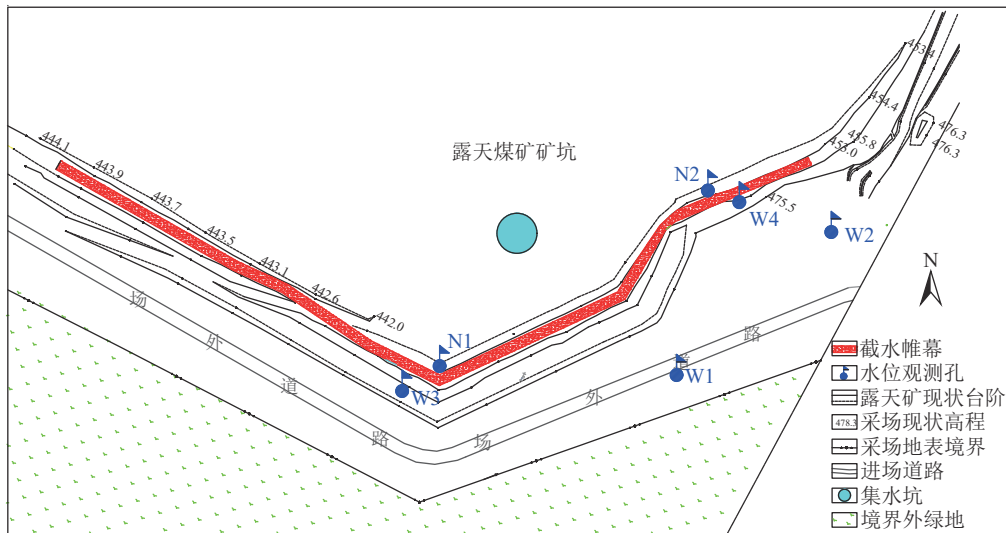 453.4
454.4
455.8
453.0
476.3
476.3
444.1
443.9
443.7
443.5
443.1
442.6
442.0
露天煤矿矿坑
N2
W4
475.5
W2
N
N1
W3
W1
场
外
道
路
场
外
道
路
截水帷幕
水位观测孔
露天矿现状台阶
478.3
采场现状高程
采场地表境界
进场道路
集水坑
境界外绿地